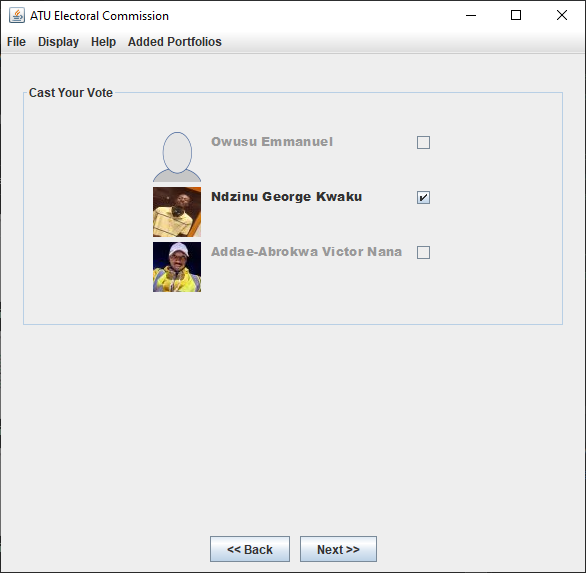 ATU Electoral Commission
File Display Help Added Portfolios
Cast Your Vote
Owusu Emmanuel
Ndzinu George Kwaku
Addae-Abrokwa Victor Nana
<< Back Next >>